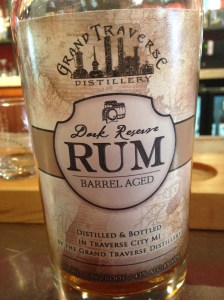 GRAND TRAVERSE
DISTILLERY
Dark Reserve
RUM
BARREL AGED
DISTILLED & BOTTLED
IN TRAVERSE CITY MI
BY THE GRAND TRAVERSE DISTILLERY